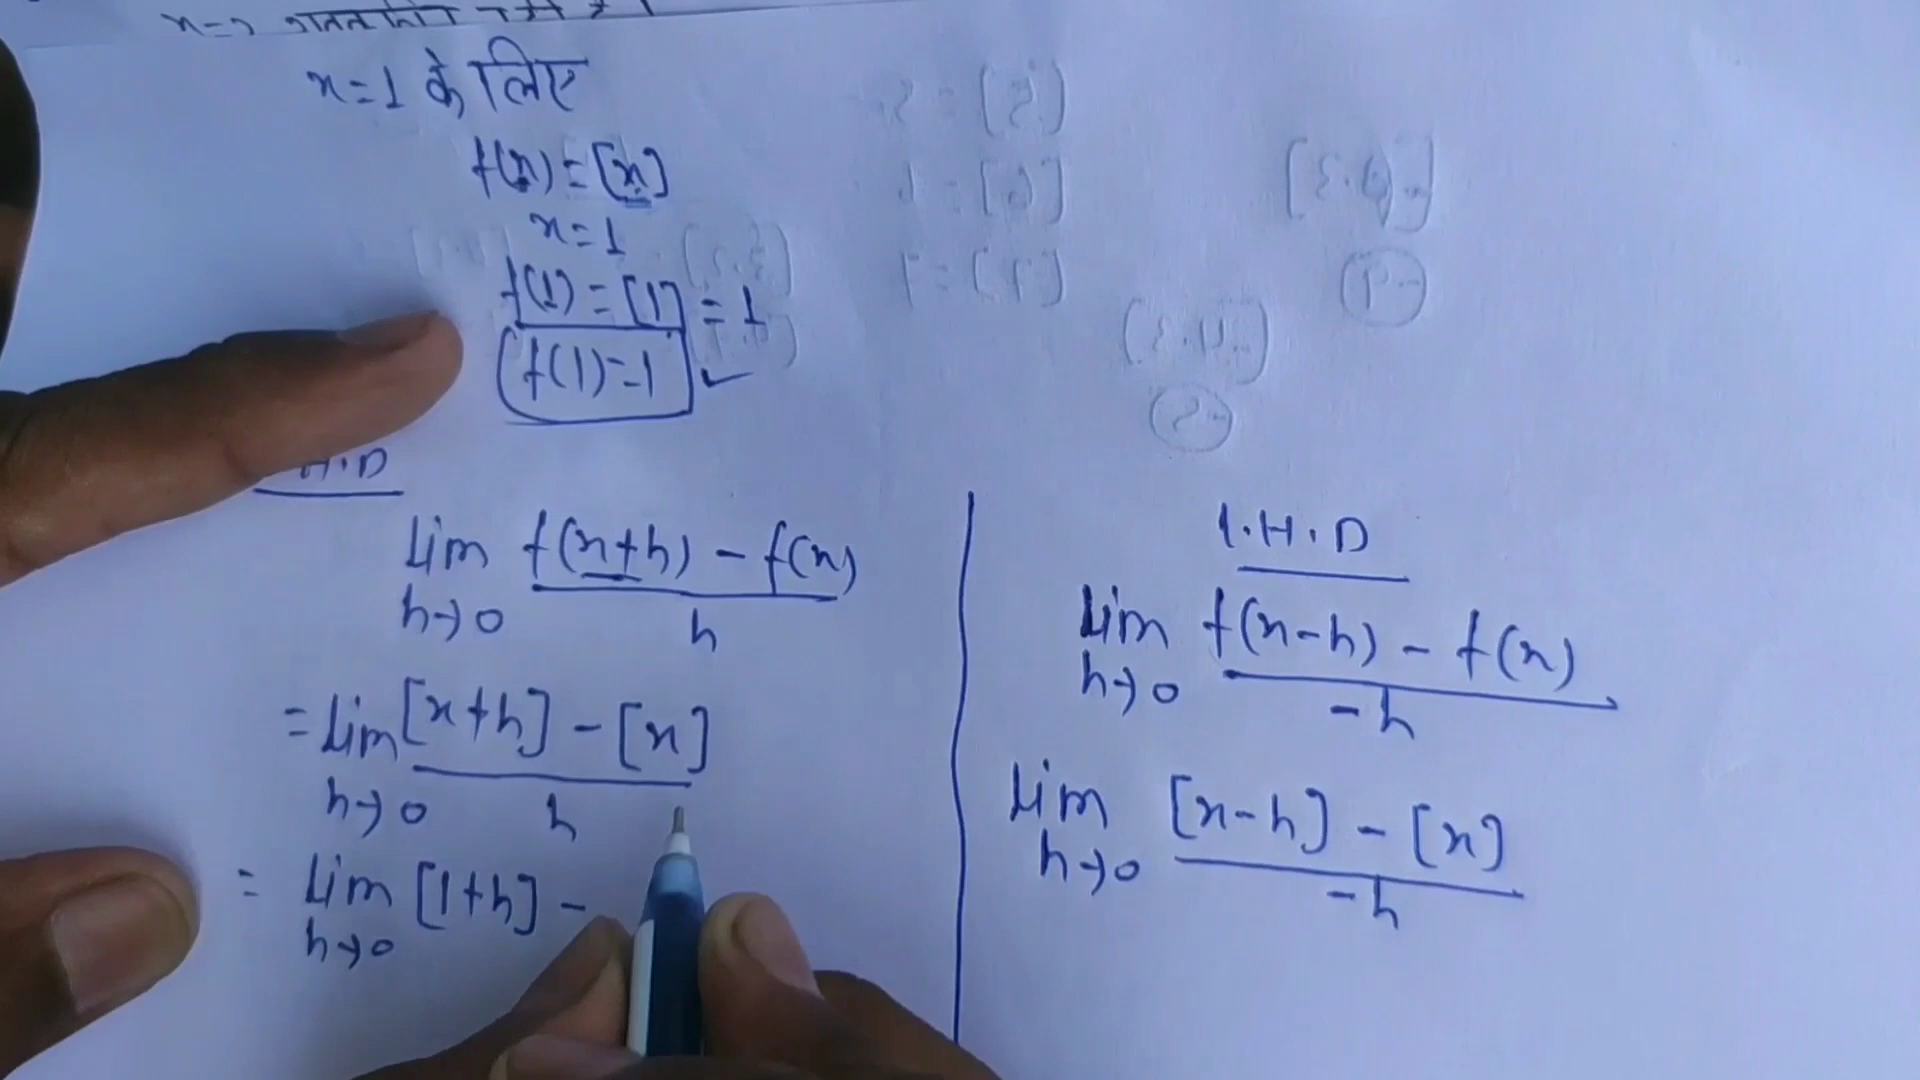 x=1 के लिए
f(x)=[x]
x=1
f(1)=[1]=1
f(1)=1
H.D
lim f(x+h) - f(x)
h→0 h
= lim [x+h] - [x]
h→0 h
= lim [1+h] -
h→0
L.H.D
lim f(x-h) - f(x)
h→0 -h
lim [x-h] - [x]
h→0 -h